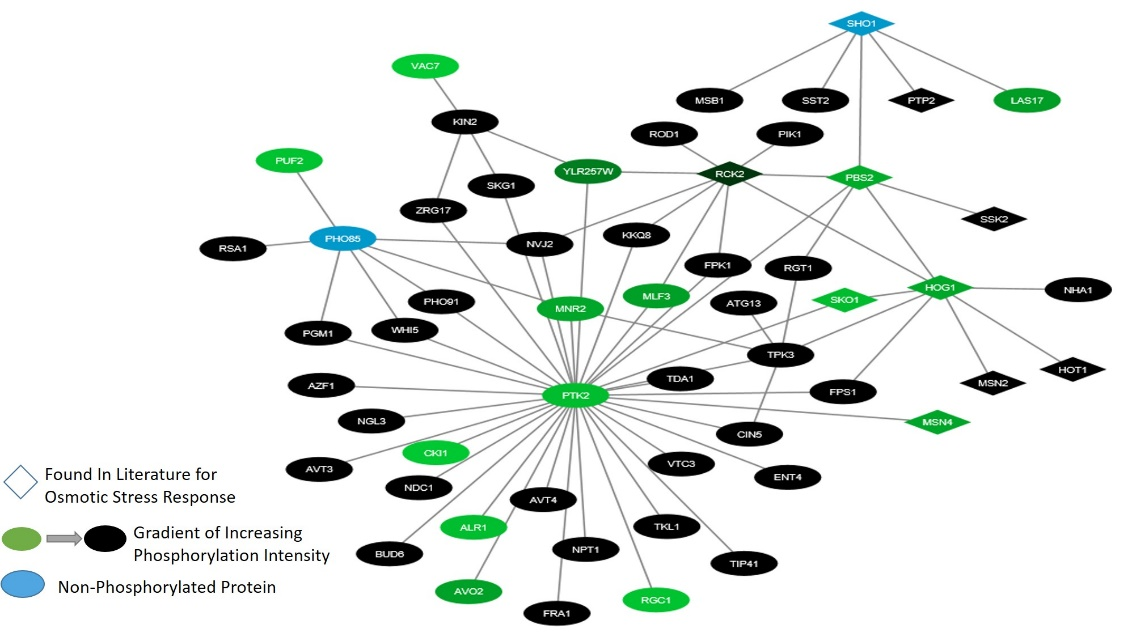 SHO1
VAC7
MSB1
SST2
PTP2
LAS17
KIN2
ROD1
PIK1
PUF2
YLR257W
RCK2
PBS2
SKG1
ZRG17
SSK2
RSA1
PHO85
NVJ2
KKQ8
FPK1
RGT1
HOG1
NHA1
PHO91
MNR2
MLF3
ATG13
SKO1
PGM1
WHI5
TPK3
HOT1
AZF1
TDA1
MSN2
PTK2
FPS1
NGL3
MSN4
CIN5
CKI1
AVT3
VTC3
ENT4
NDC1
AVT4
ALR1
TKL1
BUD6
NPT1
TIP41
AVO2
RGC1
FRA1
Found In Literature for
Osmotic Stress Response
Gradient of Increasing
Phosphorylation Intensity
Non-Phosphorylated Protein